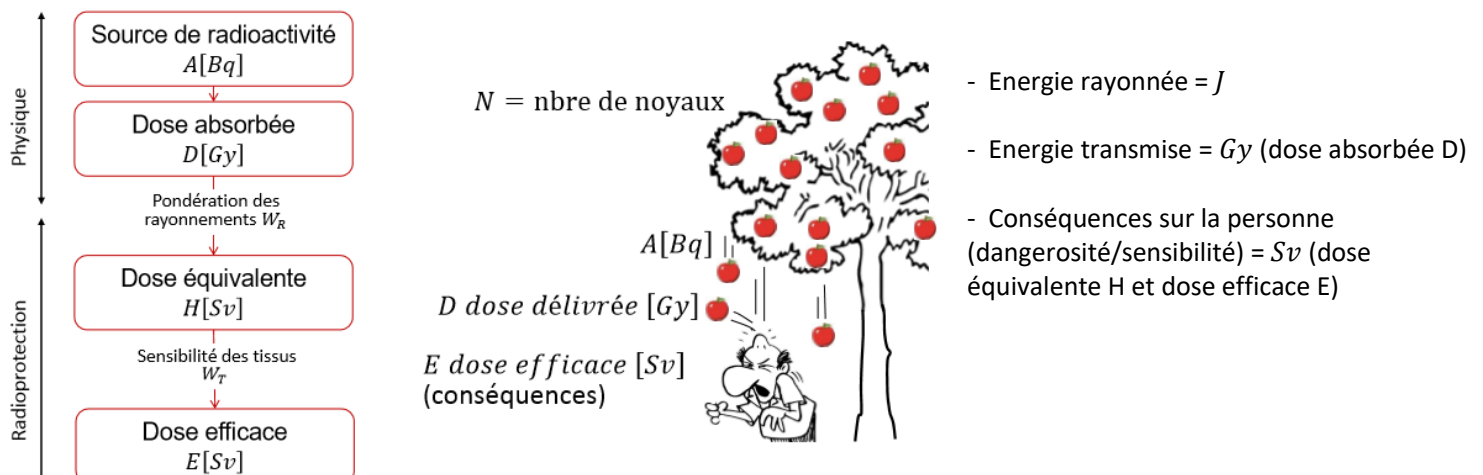 Physique
Source de radioactivité
A[Bq]
Dose absorbée
D[Gy]
Pondération des
rayonnements W_R
Radioprotection
Dose équivalente
H[Sv]
Sensibilité des tissus
W_T
Dose efficace
E[Sv]
N = nbre de noyaux
A[Bq]
D dose délivrée [Gy]
E dose efficace [Sv]
(conséquences)
- Energie rayonnée = J
- Energie transmise = Gy (dose absorbée D)
- Conséquences sur la personne
(dangerosité/sensibilité) = Sv (dose
équivalente H et dose efficace E)